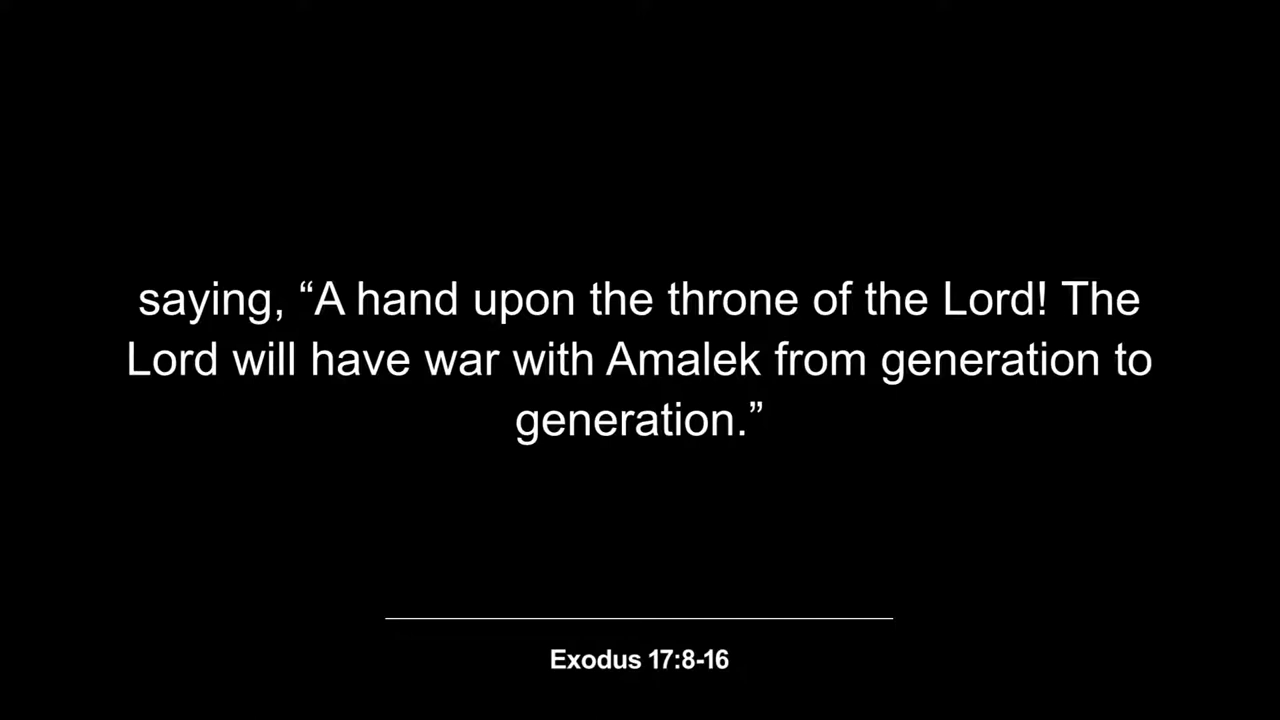 saying, “A hand upon the throne of the Lord! The
Lord will have war with Amalek from generation to
generation.”
Exodus 17:8-16